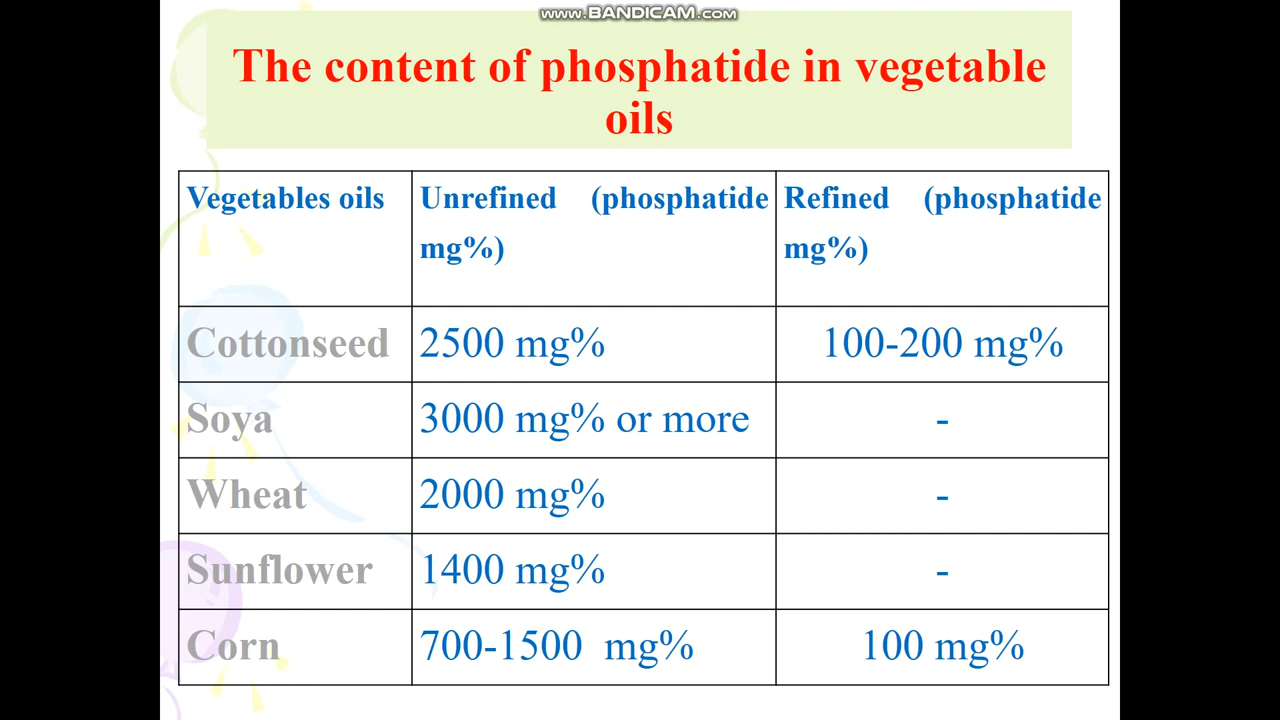 www.BANDICAM.com
The content of phosphatide in vegetable
oils
Vegetables oils
Unrefined (phosphatide
mg%)
Refined (phosphatide
mg%)
Cottonseed
2500 mg%
100-200 mg%
Soya
3000 mg% or more
-
Wheat
2000 mg%
-
Sunflower
1400 mg%
-
Corn
700-1500 mg%
100 mg%